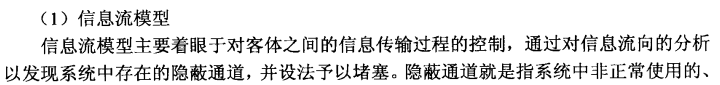 （1）信息流模型
信息流模型主要着眼于对客体之间的信息传输过程的控制，通过对信息流向的分析
以发现系统中存在的隐蔽通道，并设法予以堵塞。隐蔽通道就是指系统中非正常使用的、